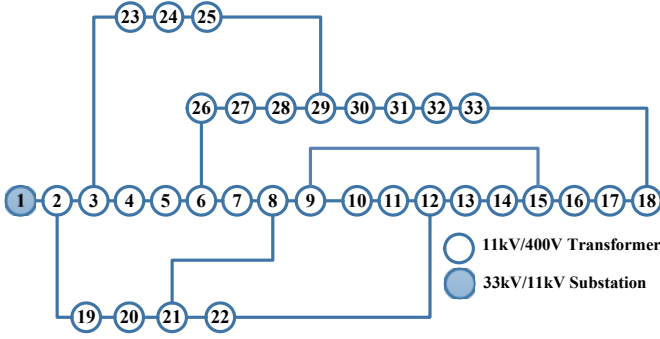 23 24 25
26 27 28 29 30 31 32 33
1 2 3 4 5 6 7 8 9 10 11 12 13 14 15 16 17 18
11kV/400V Transformer
33kV/11kV Substation
19 20 21 22